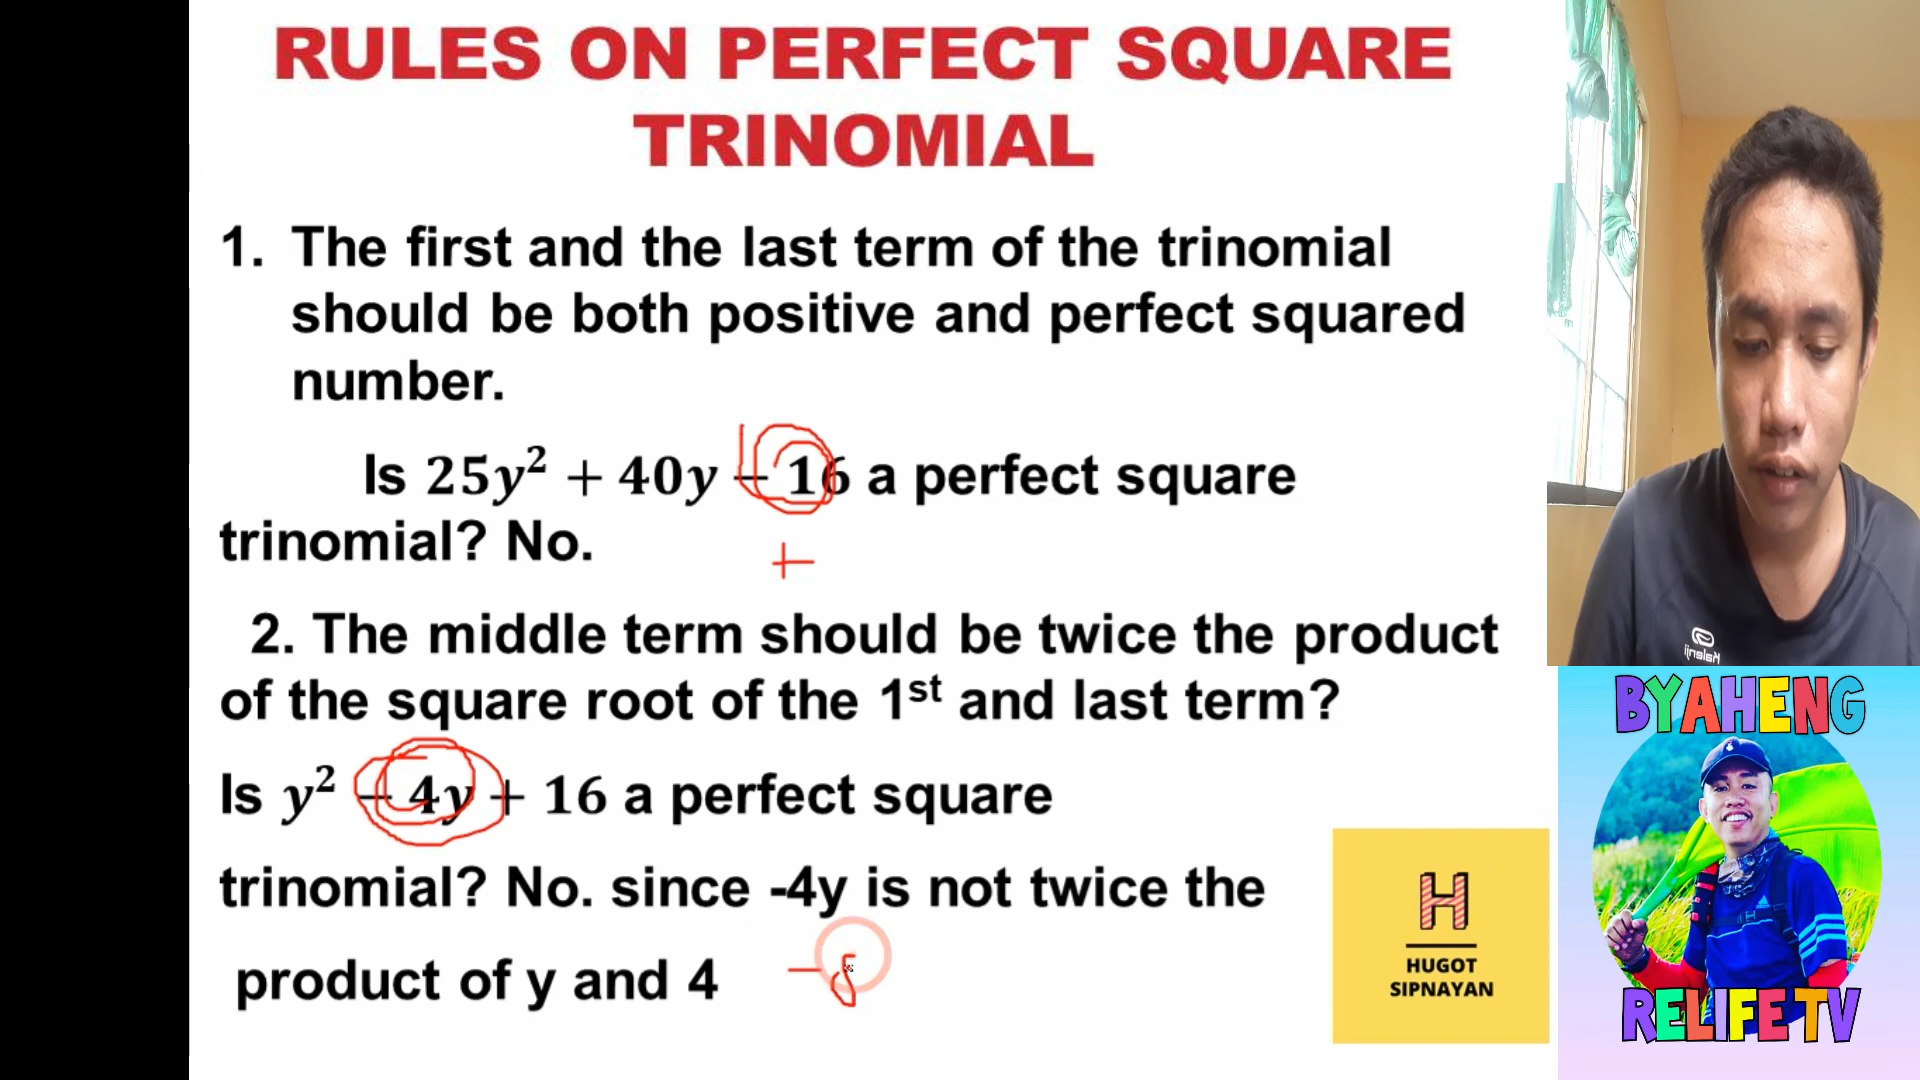 RULES ON PERFECT SQUARE
TRINOMIAL
1. The first and the last term of the trinomial
should be both positive and perfect squared
number.
Is 25y² + 40y − 16 a perfect square
trinomial? No.
+
2. The middle term should be twice the product
of the square root of the 1ˢᵗ and last term?
Is y² − 4y + 16 a perfect square
trinomial? No. since -4y is not twice the
product of y and 4
−8
H
HUGOT
SIPNAYAN
Kalenji
BYAHENG
RELIFE TV